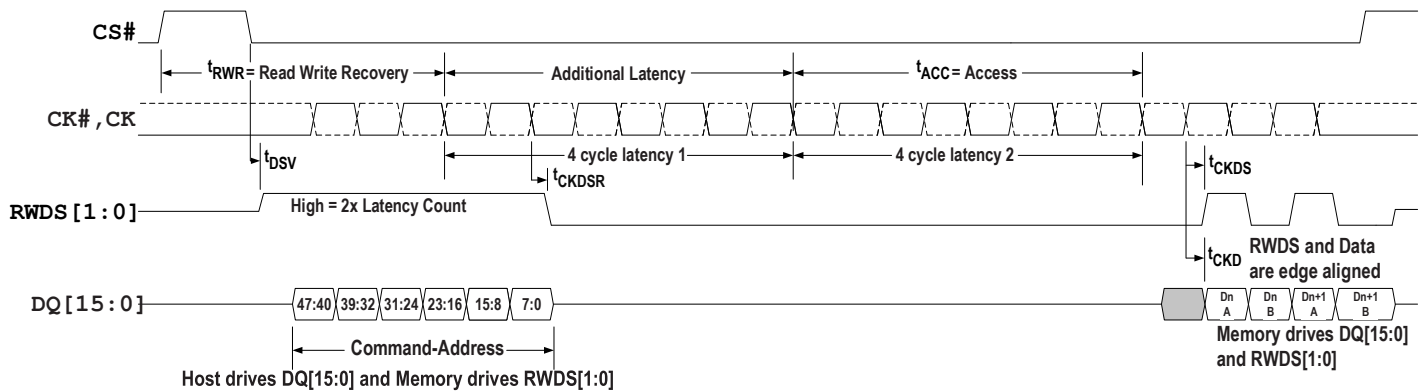 CS#
tRWR = Read Write Recovery
Additional Latency
tACC = Access
CK#,CK
tDSV
4 cycle latency 1
4 cycle latency 2
tCKDSR
tCKDS
RWDS[1:0]
High = 2x Latency Count
tCKD
RWDS and Data
are edge aligned
DQ[15:0]
47:40 39:32 31:24 23:16 15:8 7:0
Dn A
Dn B
Dn+1 A
Dn+1 B
Command-Address
Memory drives DQ[15:0]
and RWDS[1:0]
Host drives DQ[15:0] and Memory drives RWDS[1:0]